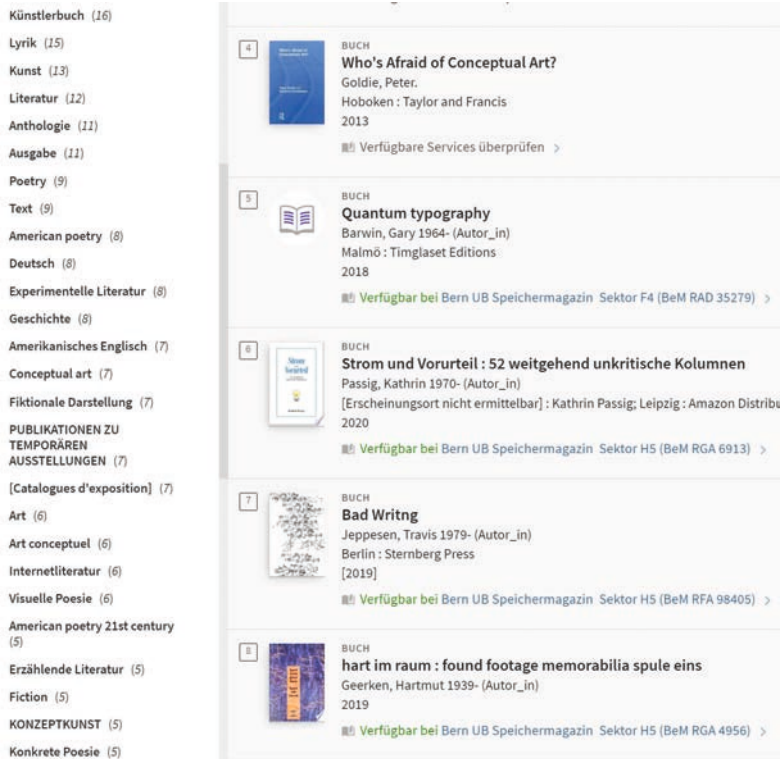 Künstlerbuch (16)
Lyrik (15)
Kunst (13)
Literatur (12)
Anthologie (11)
Ausgabe (11)
Poetry (9)
Text (9)
American poetry (8)
Deutsch (8)
Experimentelle Literatur (8)
Geschichte (8)
Amerikanisches Englisch (7)
Conceptual art (7)
Fiktionale Darstellung (7)
PUBLIKATIONEN ZU
TEMPORÄREN
AUSSTELLUNGEN (7)
[Catalogues d'exposition] (7)
Art (6)
Art conceptuel (6)
Internetliteratur (6)
Visuelle Poesie (6)
American poetry 21st century
(5)
Erzählende Literatur (5)
Fiction (5)
KONZEPTKUNST (5)
Konkrete Poesie (5)
4
BUCH
Who's Afraid of Conceptual Art?
Goldie, Peter.
Hoboken : Taylor and Francis
2013
Verfügbare Services überprüfen >
5
BUCH
Quantum typography
Barwin, Gary 1964- (Autor_in)
Malmö : Timglaset Editions
2018
Verfügbar bei Bern UB Speichermagazin Sektor F4 (BeM RAD 35279) >
6
BUCH
Strom und Vorurteil : 52 weitgehend unkritische Kolumnen
Passig, Kathrin 1970- (Autor_in)
[Erscheinungsort nicht ermittelbar] : Kathrin Passig; Leipzig : Amazon Distribu
2020
Verfügbar bei Bern UB Speichermagazin Sektor H5 (BeM RGA 6913) >
7
BUCH
Bad Writng
Jeppesen, Travis 1979- (Autor_in)
Berlin : Sternberg Press
[2019]
Verfügbar bei Bern UB Speichermagazin Sektor H5 (BeM RFA 98405) >
8
BUCH
hart im raum : found footage memorabilia spule eins
Geerken, Hartmut 1939- (Autor_in)
2019
Verfügbar bei Bern UB Speichermagazin Sektor H5 (BeM RGA 4956) >